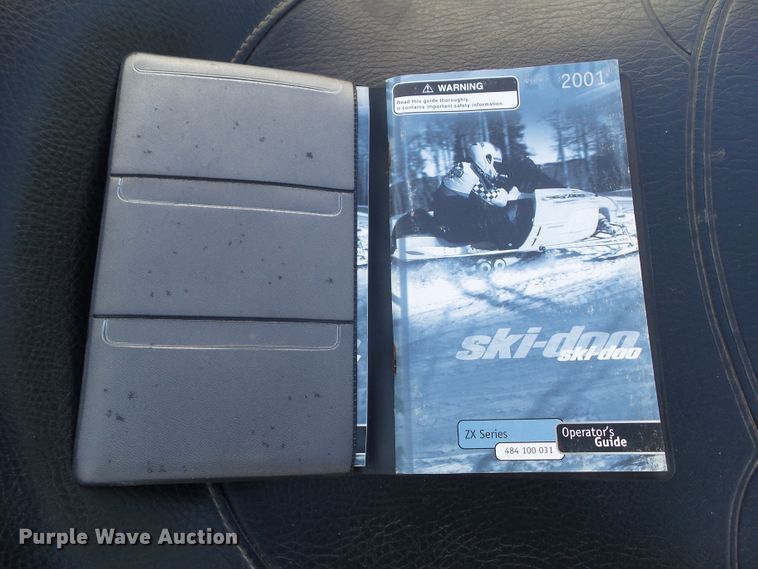 WARNING
Read this guide thoroughly.
It contains important safety information.
2001
ski-doo
ski-doo
ZX Series
484 100 031
Operator's
Guide
Purple Wave Auction